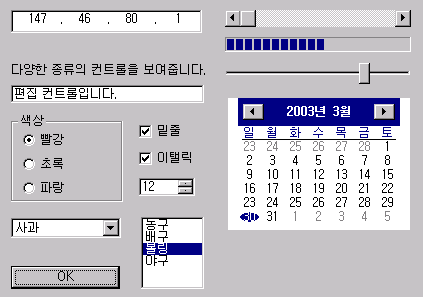 147 . 46 . 80 . 1
다양한 종류의 컨트롤을 보여줍니다.
편집 컨트롤입니다.
색상
빨강
초록
파랑
밑줄
이탤릭
12
사과
농구
배구
볼링
야구
OK
2003년 3월
일 월 화 수 목 금 토
23 24 25 26 27 28 1
2 3 4 5 6 7 8
9 10 11 12 13 14 15
16 17 18 19 20 21 22
23 24 25 26 27 28 29
30 31 1 2 3 4 5